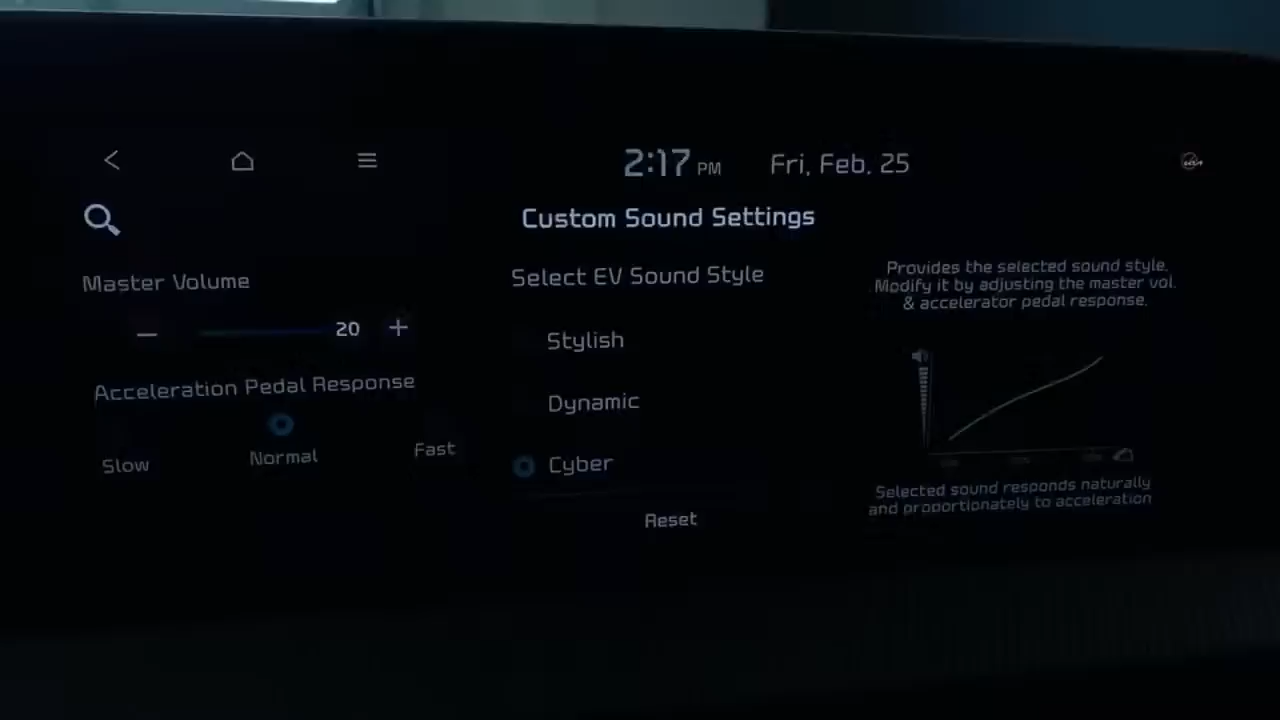 2:17 PM Fri, Feb. 25
Custom Sound Settings
Master Volume
20
Acceleration Pedal Response
Slow
Normal
Fast
Select EV Sound Style
Stylish
Dynamic
Cyber
Reset
Provides the selected sound style.
Modify it by adjusting the master vol.
& accelerator pedal response.
Selected sound responds naturally
and proportionately to acceleration